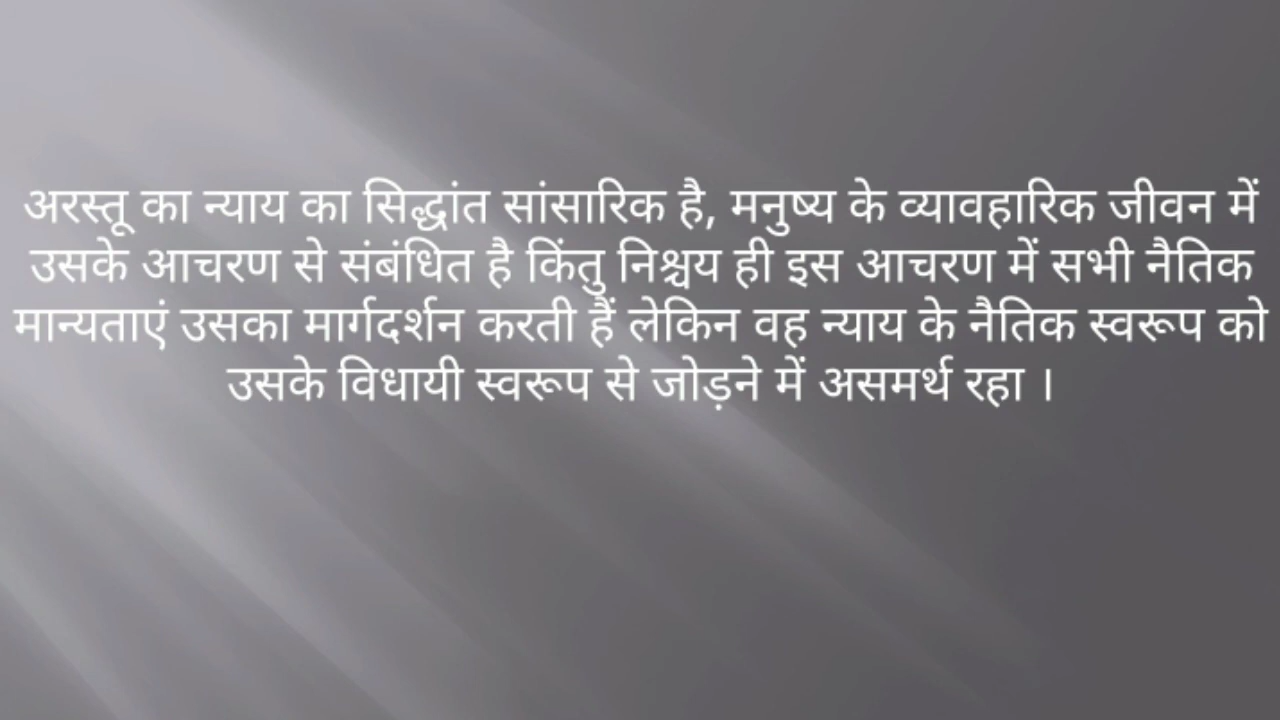 अरस्तू का न्याय का सिद्धांत सांसारिक है, मनुष्य के व्यावहारिक जीवन में
उसके आचरण से संबंधित है किंतु निश्चय ही इस आचरण में सभी नैतिक
मान्यताएं उसका मार्गदर्शन करती हैं लेकिन वह न्याय के नैतिक स्वरूप को
उसके विधायी स्वरूप से जोड़ने में असमर्थ रहा ।